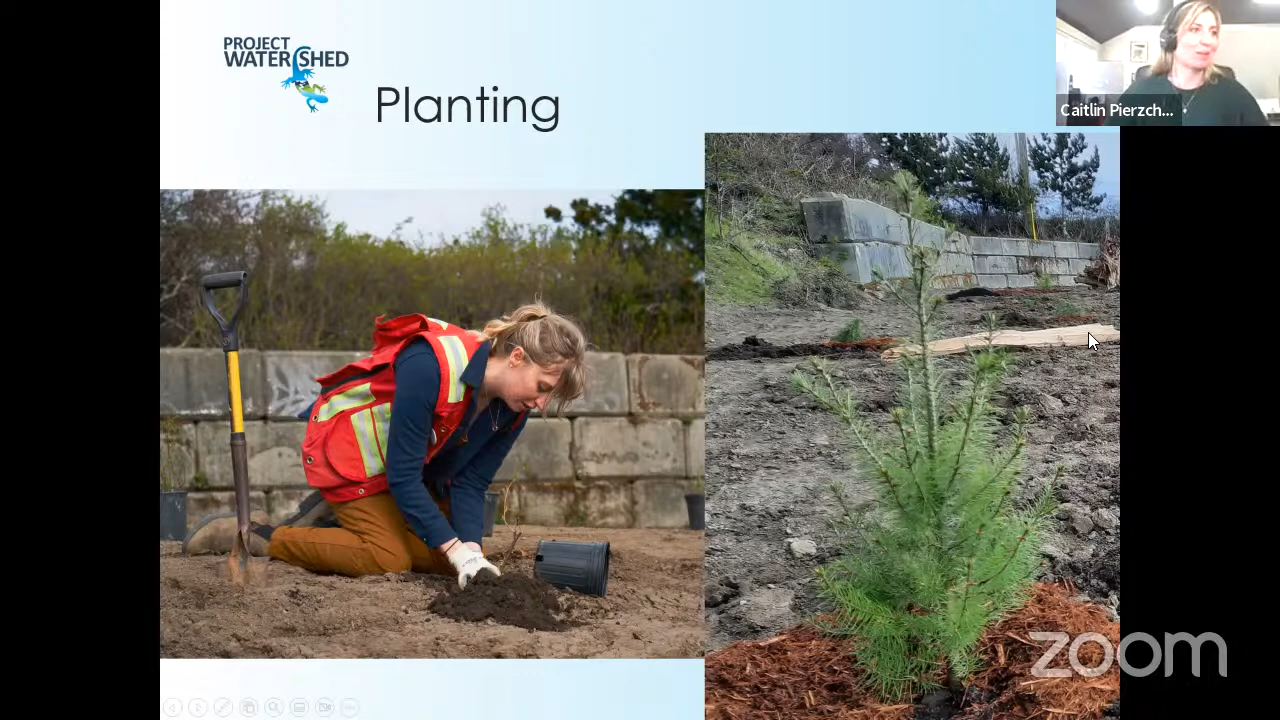 PROJECT
WATERSHED
Planting
Caitlin Pierzch...
zoom